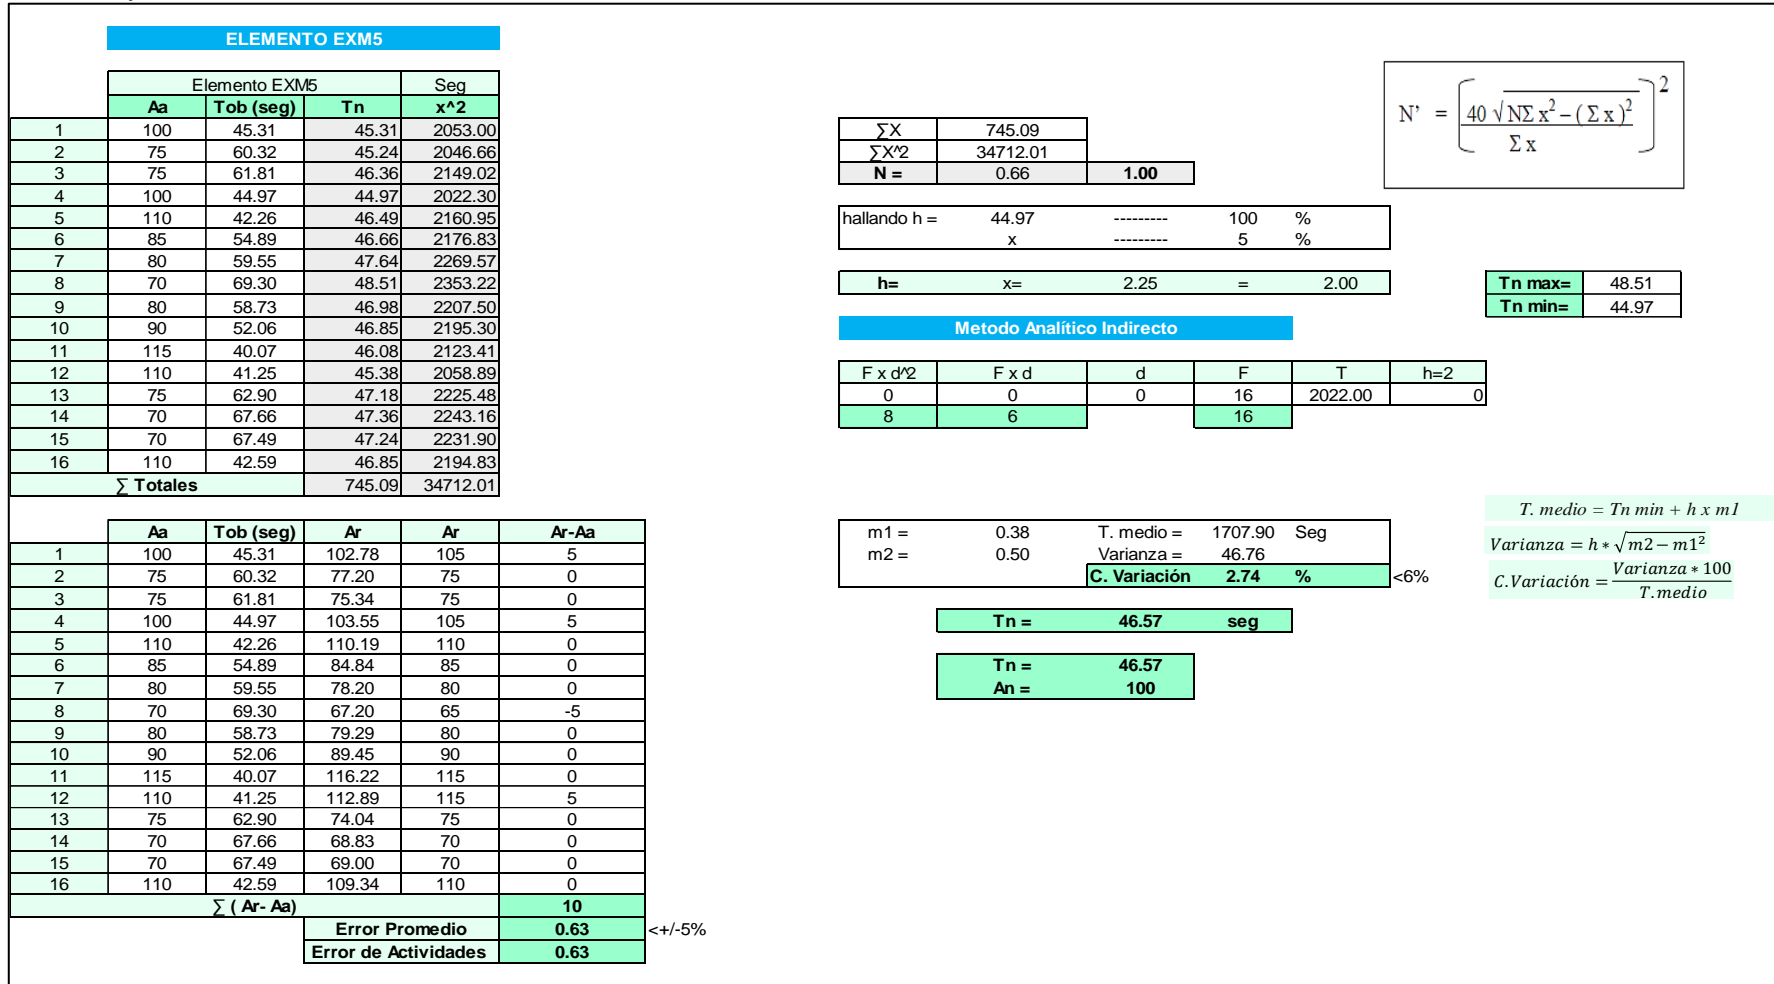 ELEMENTO EXM5
Elemento EXM5 Seg
Aa Tob (seg) Tn x^2
1 100 45.31 45.31 2053.00
2 75 60.32 45.24 2046.66
3 75 61.81 46.36 2149.02
4 100 44.97 44.97 2022.30
5 110 42.26 46.49 2160.95
6 85 54.89 46.66 2176.83
7 80 59.55 47.64 2269.57
8 70 69.30 48.51 2353.22
9 80 58.73 46.98 2207.50
10 90 52.06 46.85 2195.30
11 115 40.07 46.08 2123.41
12 110 41.25 45.38 2058.89
13 75 62.90 47.18 2225.48
14 70 67.66 47.36 2243.16
15 70 67.49 47.24 2231.90
16 110 42.59 46.85 2194.83
∑ Totales 745.09 34712.01
∑X 745.09
∑X^2 34712.01
N = 0.66 1.00
N' = [ 40 √ NΣ x² – ( Σ x )² / Σ x ] 2
hallando h = 44.97 --------- 100 %
x --------- 5 %
h= x= 2.25 = 2.00
Tn max= 48.51
Tn min= 44.97
Metodo Analítico Indirecto
F x d^2 F x d d F T h=2
0 0 0 16 2022.00 0
8 6 16
Aa Tob (seg) Ar Ar Ar-Aa
1 100 45.31 102.78 105 5
2 75 60.32 77.20 75 0
3 75 61.81 75.34 75 0
4 100 44.97 103.55 105 5
5 110 42.26 110.19 110 0
6 85 54.89 84.84 85 0
7 80 59.55 78.20 80 0
8 70 69.30 67.20 65 -5
9 80 58.73 79.29 80 0
10 90 52.06 89.45 90 0
11 115 40.07 116.22 115 0
12 110 41.25 112.89 115 5
13 75 62.90 74.04 75 0
14 70 67.66 68.83 70 0
15 70 67.49 69.00 70 0
16 110 42.59 109.34 110 0
∑ ( Ar- Aa) 10
Error Promedio 0.63 <+/-5%
Error de Actividades 0.63
m1 = 0.38 T. medio = 1707.90 Seg
m2 = 0.50 Varianza = 46.76
C. Variación 2.74 % <6%
T. medio = Tn min + h x m1
Varianza = h * √m2 − m1²
C.Variación = Varianza * 100 / T.medio
Tn = 46.57 seg
Tn = 46.57
An = 100